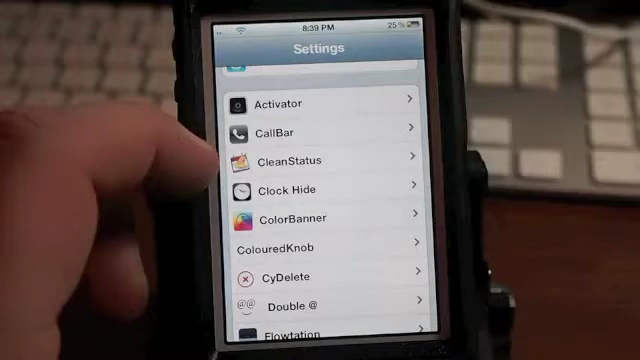 8:39 PM 25 %
Settings
Activator
CallBar
CleanStatus
Clock Hide
ColorBanner
ColouredKnob
CyDelete
@@ Double @
Flowtation